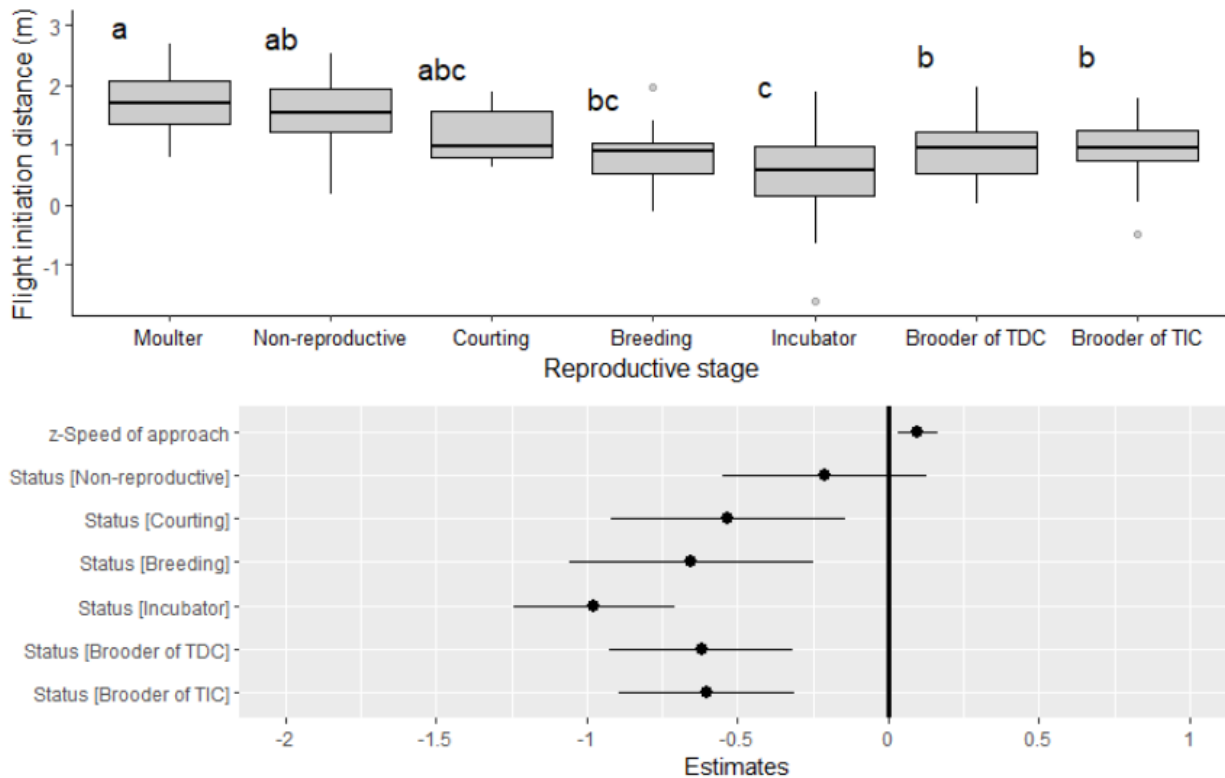 Flight initiation distance (m)
3
2
1
0
-1
a
ab
abc
bc
c
b
b
Moulter Non-reproductive Courting Breeding Incubator Brooder of TDC Brooder of TIC
Reproductive stage
z-Speed of approach
Status [Non-reproductive]
Status [Courting]
Status [Breeding]
Status [Incubator]
Status [Brooder of TDC]
Status [Brooder of TIC]
-2 -1.5 -1 -0.5 0 0.5 1
Estimates